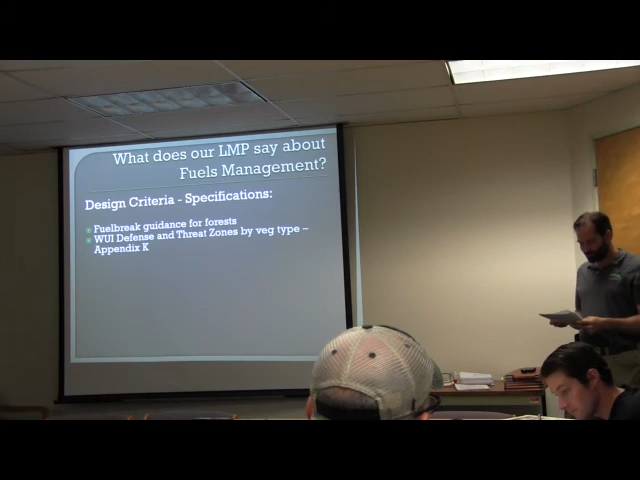 What does our LMP say about
Fuels Management?
Design Criteria - Specifications:
Fuelbreak guidance for forests
WUI Defense and Threat Zones by veg type –
Appendix K